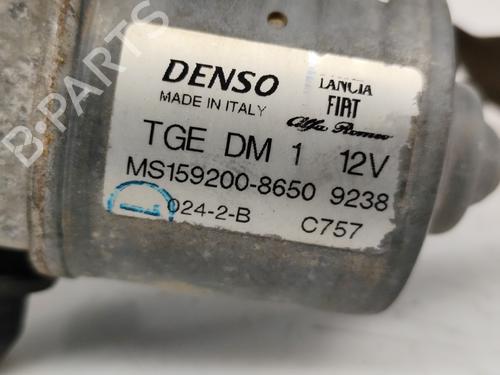 B-PARTS
DENSO
MADE IN ITALY
LANCIA
FIAT
Alfa Romeo
TGE DM 1 12V
MS159200-8650 9238
024-2-B C757